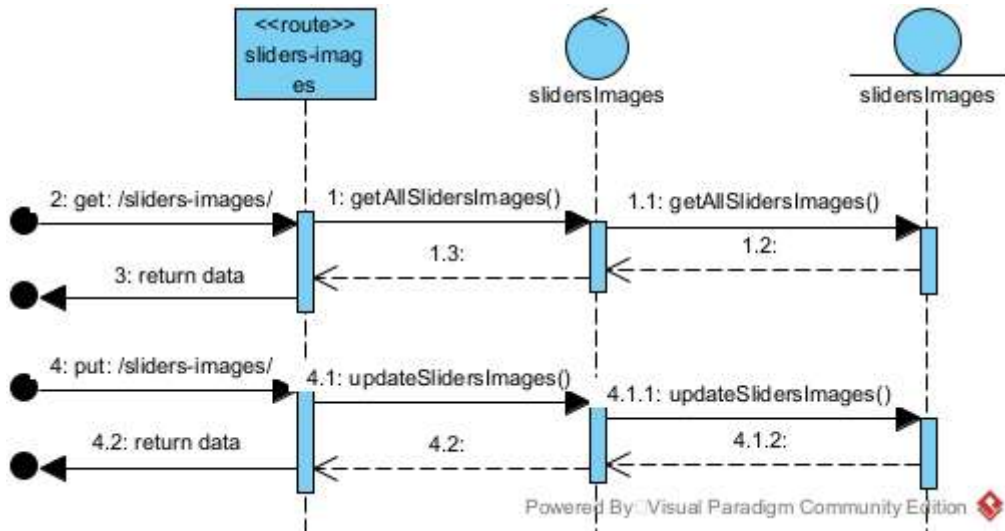 <<route>>
sliders-imag
es
slidersImages
slidersImages
2: get: /sliders-images/
1: getAllSlidersImages()
1.1: getAllSlidersImages()
1.3:
1.2:
3: return data
4: put: /sliders-images/
4.1: updateSlidersImages()
4.1.1: updateSlidersImages()
4.2: return data
4.2:
4.1.2:
Powered By Visual Paradigm Community Edition